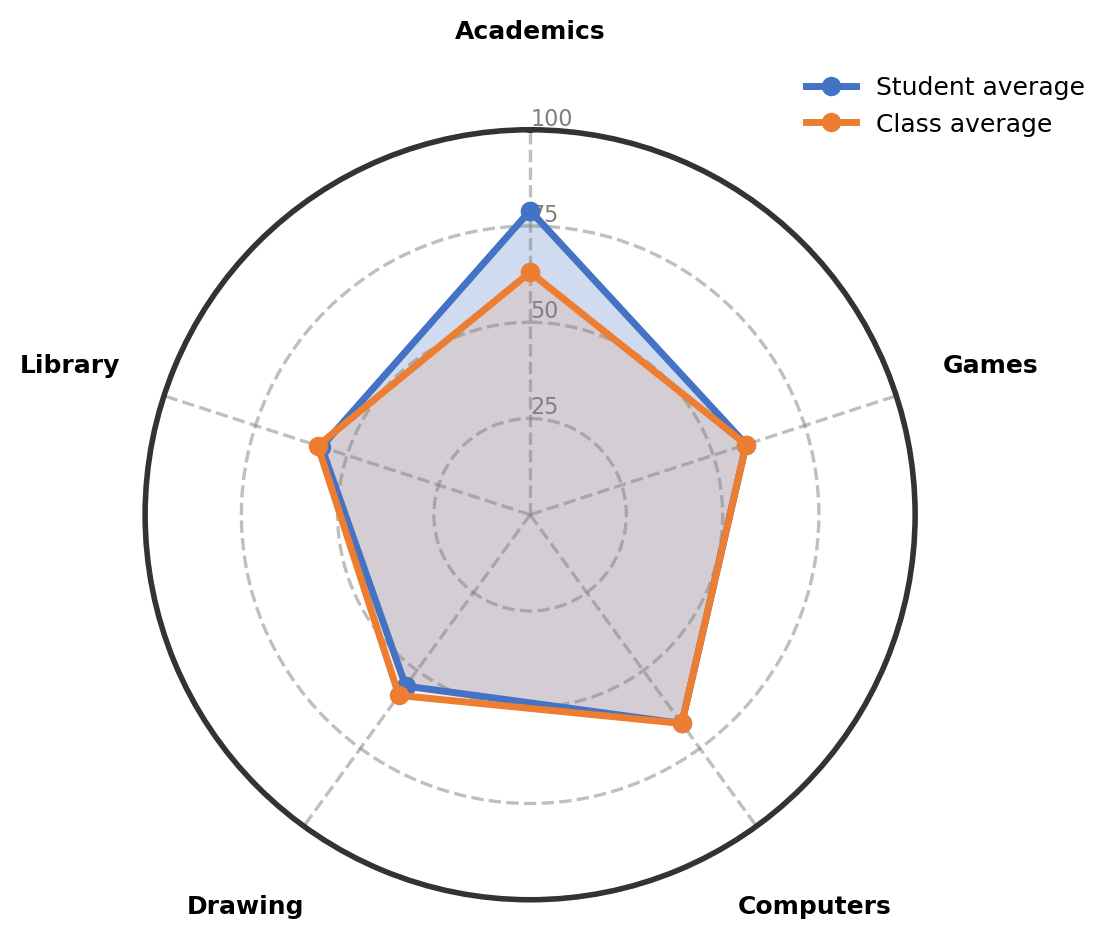 Academics
Student average
Class average
100
75
50
25
Library
Games
Drawing
Computers